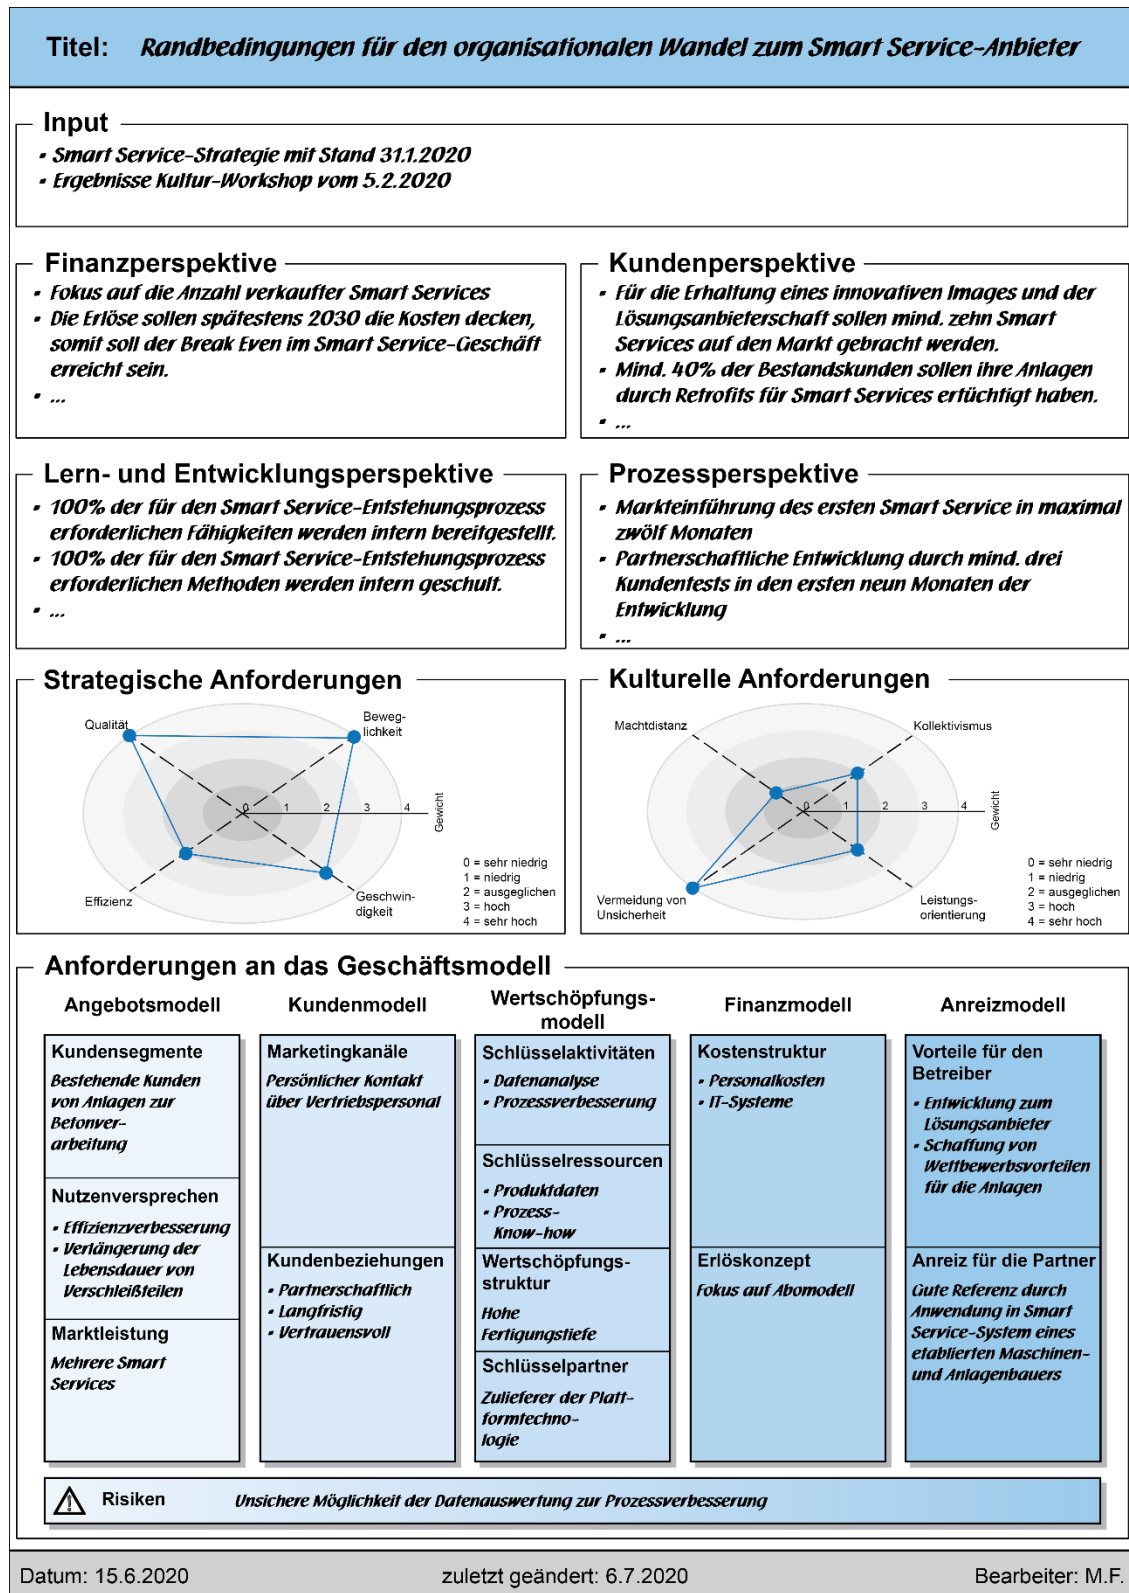 Titel: Randbedingungen für den organisationalen Wandel zum Smart Service-Anbieter
Input
• Smart Service-Strategie mit Stand 31.1.2020
• Ergebnisse Kultur-Workshop vom 5.2.2020
Finanzperspektive
• Fokus auf die Anzahl verkaufter Smart Services
• Die Erlöse sollen spätestens 2030 die Kosten decken,
somit soll der Break Even im Smart Service-Geschäft
erreicht sein.
• ...
Kundenperspektive
• Für die Erhaltung eines innovativen Images und der
Lösungsanbieterschaft sollen mind. zehn Smart
Services auf den Markt gebracht werden.
• Mind. 40% der Bestandskunden sollen ihre Anlagen
durch Retrofits für Smart Services ertüchtigt haben.
• ...
Lern- und Entwicklungsperspektive
• 100% der für den Smart Service-Entstehungsprozess
erforderlichen Fähigkeiten werden intern bereitgestellt.
• 100% der für den Smart Service-Entstehungsprozess
erforderlichen Methoden werden intern geschult.
• ...
Prozessperspektive
• Markteinführung des ersten Smart Service in maximal
zwölf Monaten
• Partnerschaftliche Entwicklung durch mind. drei
Kundentests in den ersten neun Monaten der
Entwicklung
• ...
Strategische Anforderungen
Qualität
Beweg-
lichkeit
0 1 2 3 4
Gewicht
Effizienz
Geschwin-
digkeit
0 = sehr niedrig
1 = niedrig
2 = ausgeglichen
3 = hoch
4 = sehr hoch
Kulturelle Anforderungen
Machtdistanz
Kollektivismus
0 1 2 3 4
Gewicht
Vermeidung von
Unsicherheit
Leistungs-
orientierung
0 = sehr niedrig
1 = niedrig
2 = ausgeglichen
3 = hoch
4 = sehr hoch
Anforderungen an das Geschäftsmodell
Angebotsmodell
Kundensegmente
Bestehende Kunden
von Anlagen zur
Betonver-
arbeitung
Nutzenversprechen
• Effizienzverbesserung
• Verlängerung der
Lebensdauer von
Verschleißteilen
Marktleistung
Mehrere Smart
Services
Kundenmodell
Marketingkanäle
Persönlicher Kontakt
über Vertriebspersonal
Kundenbeziehungen
• Partnerschaftlich
• Langfristig
• Vertrauensvoll
Wertschöpfungs-
modell
Schlüsselaktivitäten
• Datenanalyse
• Prozessverbesserung
Schlüsselressourcen
• Produktdaten
• Prozess-
Know-how
Wertschöpfungs-
struktur
Hohe
Fertigungstiefe
Schlüsselpartner
Zulieferer der Platt-
formtechno-
logie
Finanzmodell
Kostenstruktur
• Personalkosten
• IT-Systeme
Erlöskonzept
Fokus auf Abomodell
Anreizmodell
Vorteile für den
Betreiber
• Entwicklung zum
Lösungsanbieter
• Schaffung von
Wettbewerbsvorteilen
für die Anlagen
Anreiz für die Partner
Gute Referenz durch
Anwendung in Smart
Service-System eines
etablierten Maschinen-
und Anlagenbauers
Risiken Unsichere Möglichkeit der Datenauswertung zur Prozessverbesserung
Datum: 15.6.2020 zuletzt geändert: 6.7.2020 Bearbeiter: M.F.